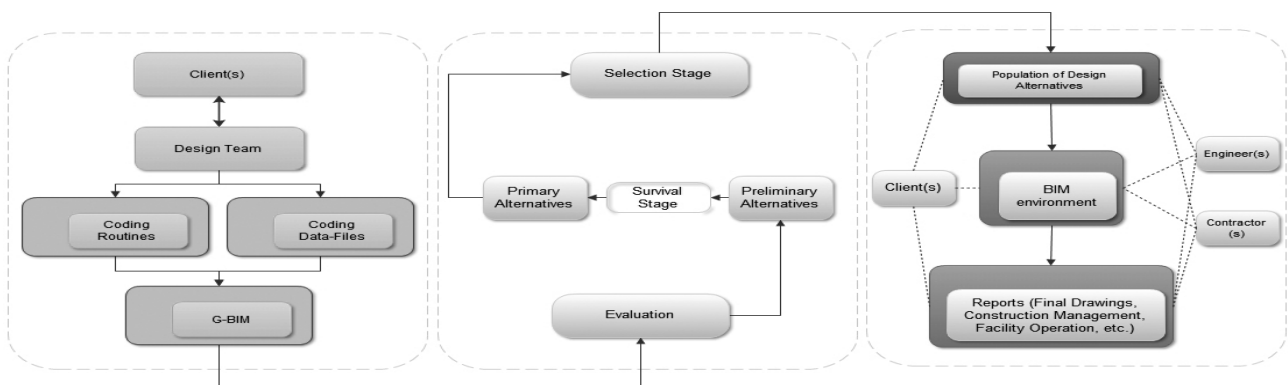 Client(s)
Design Team
Coding
Routines
Coding
Data-Files
G-BIM
Selection Stage
Primary
Alternatives
Survival
Stage
Preliminary
Alternatives
Evaluation
Population of Design
Alternatives
Client(s)
BIM
environment
Engineer(s)
Contractor
(s)
Reports (Final Drawings,
Construction Management,
Facility Operation, etc.)